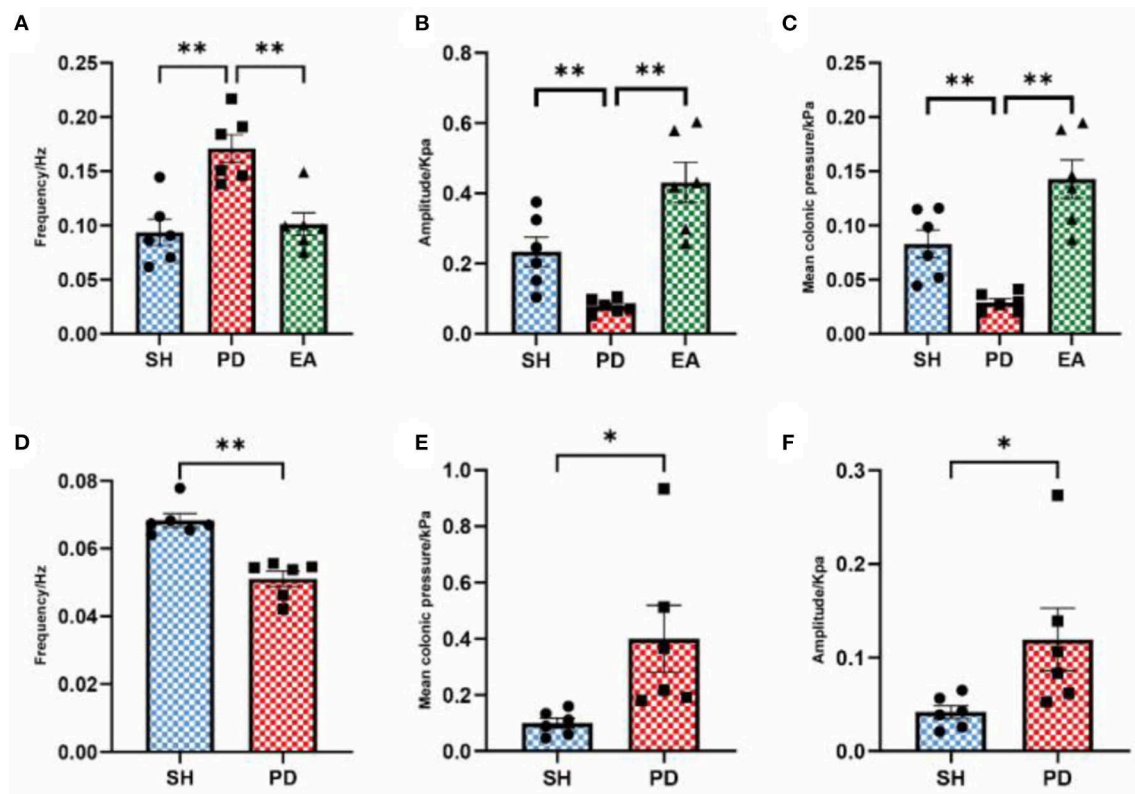 A
** **
0.25
0.20
0.15
0.10
0.05
0.00
Frequency/Hz
SH PD EA
B
** **
0.8
0.6
0.4
0.2
0.0
Amplitude/Kpa
SH PD EA
C
** **
0.25
0.20
0.15
0.10
0.05
0.00
Mean colonic pressure/kPa
SH PD EA
D
**
0.08
0.06
0.04
0.02
0.00
Frequency/Hz
SH PD
E
*
1.0
0.8
0.6
0.4
0.2
0.0
Mean colonic pressure/kPa
SH PD
F
*
0.3
0.2
0.1
0.0
Amplitude/Kpa
SH PD